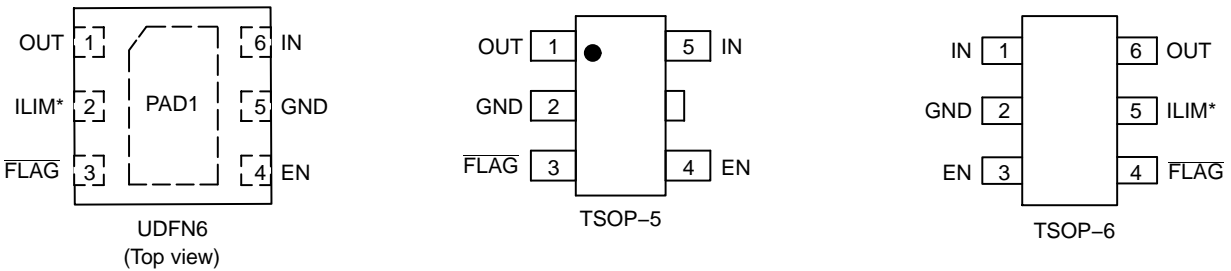 OUT 1 6 IN
ILIM* 2 PAD1 5 GND
FLAG 3 4 EN
UDFN6
(Top view)
OUT 1 5 IN
GND 2
FLAG 3 4 EN
TSOP–5
IN 1 6 OUT
GND 2 5 ILIM*
EN 3 4 FLAG
TSOP–6